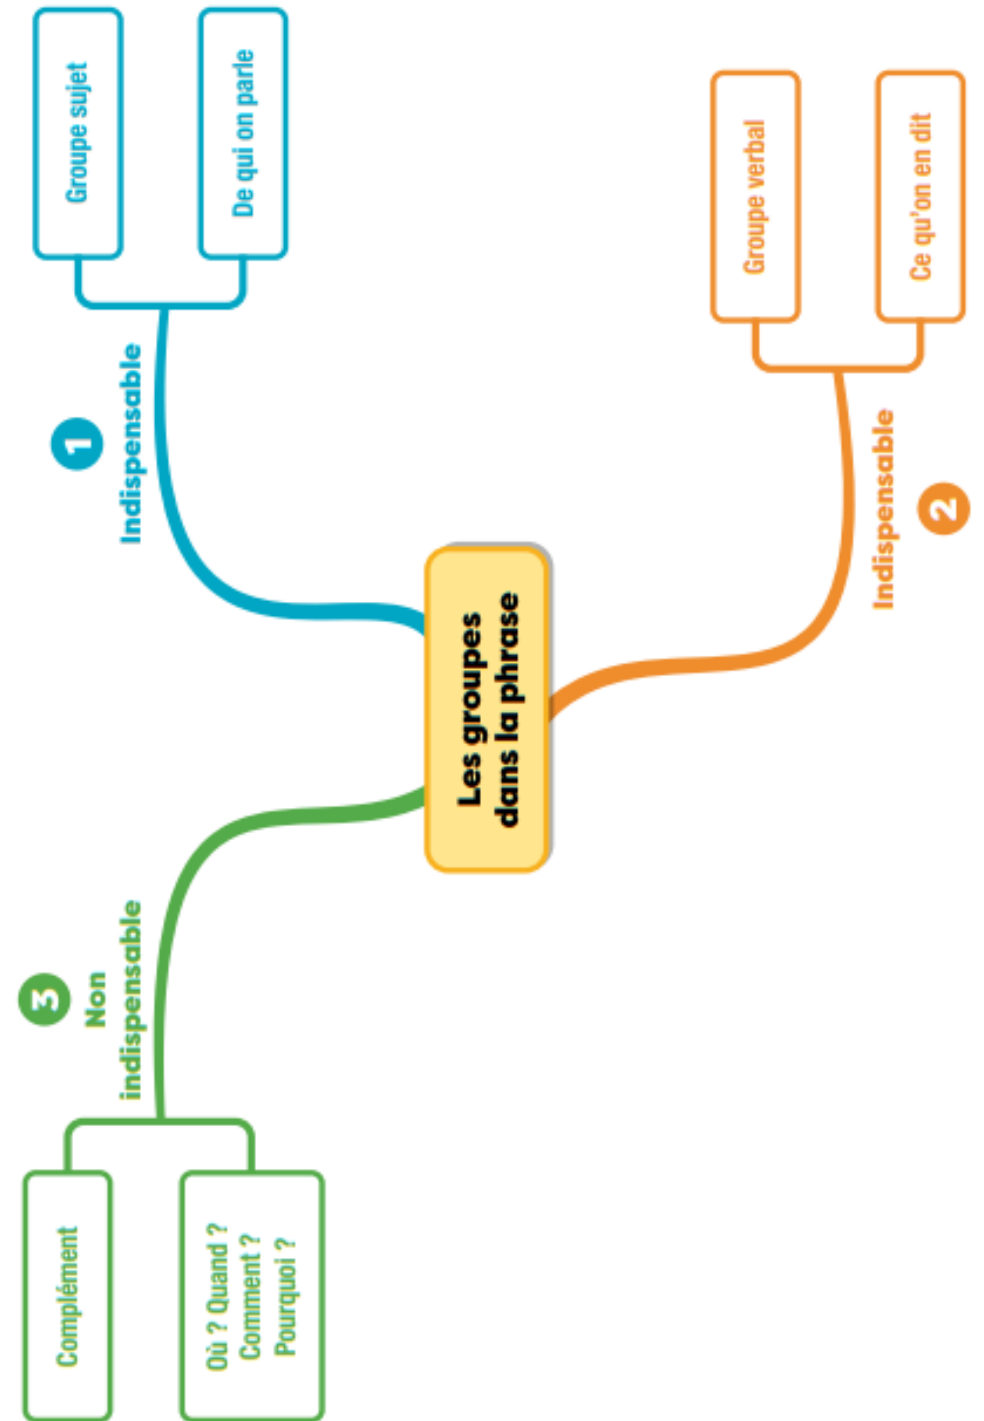 Les groupes
dans la phrase
1
Indispensable
Groupe sujet
De qui on parle
2
Indispensable
Groupe verbal
Ce qu'on en dit
3
Non
indispensable
Complément
Où ? Quand ?
Comment ?
Pourquoi ?